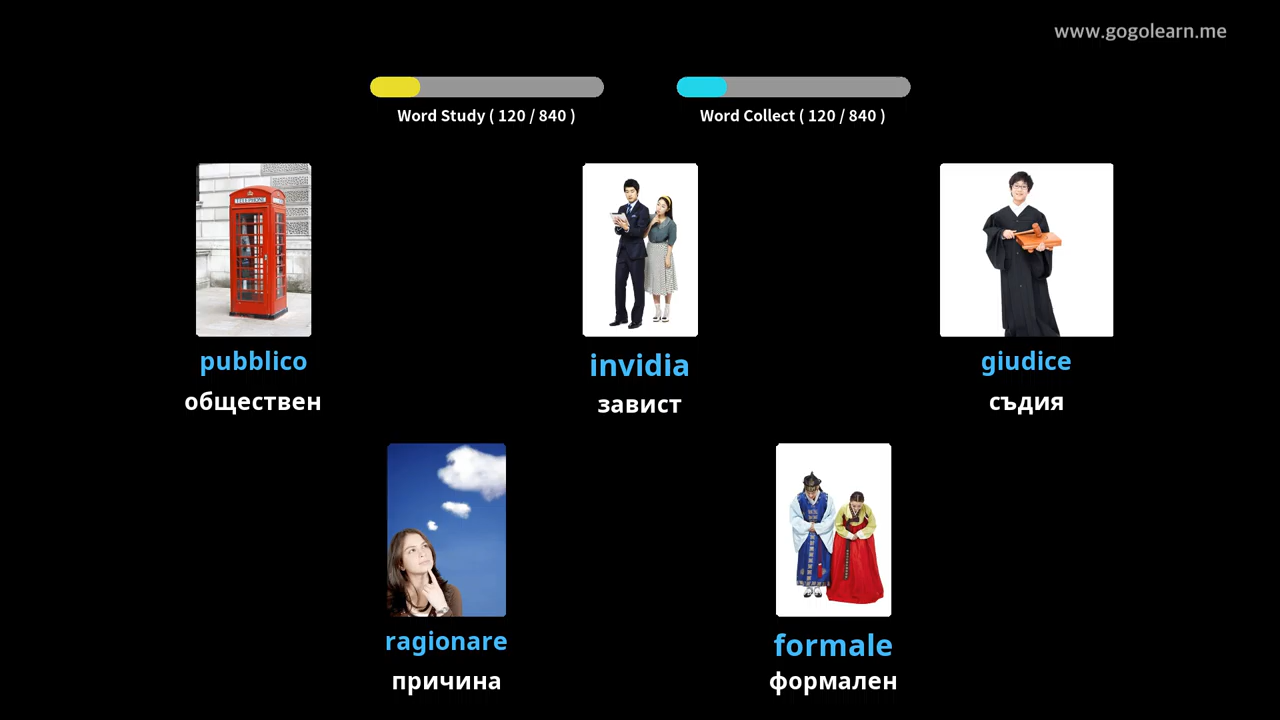 www.gogolearn.me
Word Study ( 120 / 840 )
Word Collect ( 120 / 840 )
TELEPHONE
pubblico
invidia
giudice
обществен
завист
съдия
ragionare
formale
причина
формален